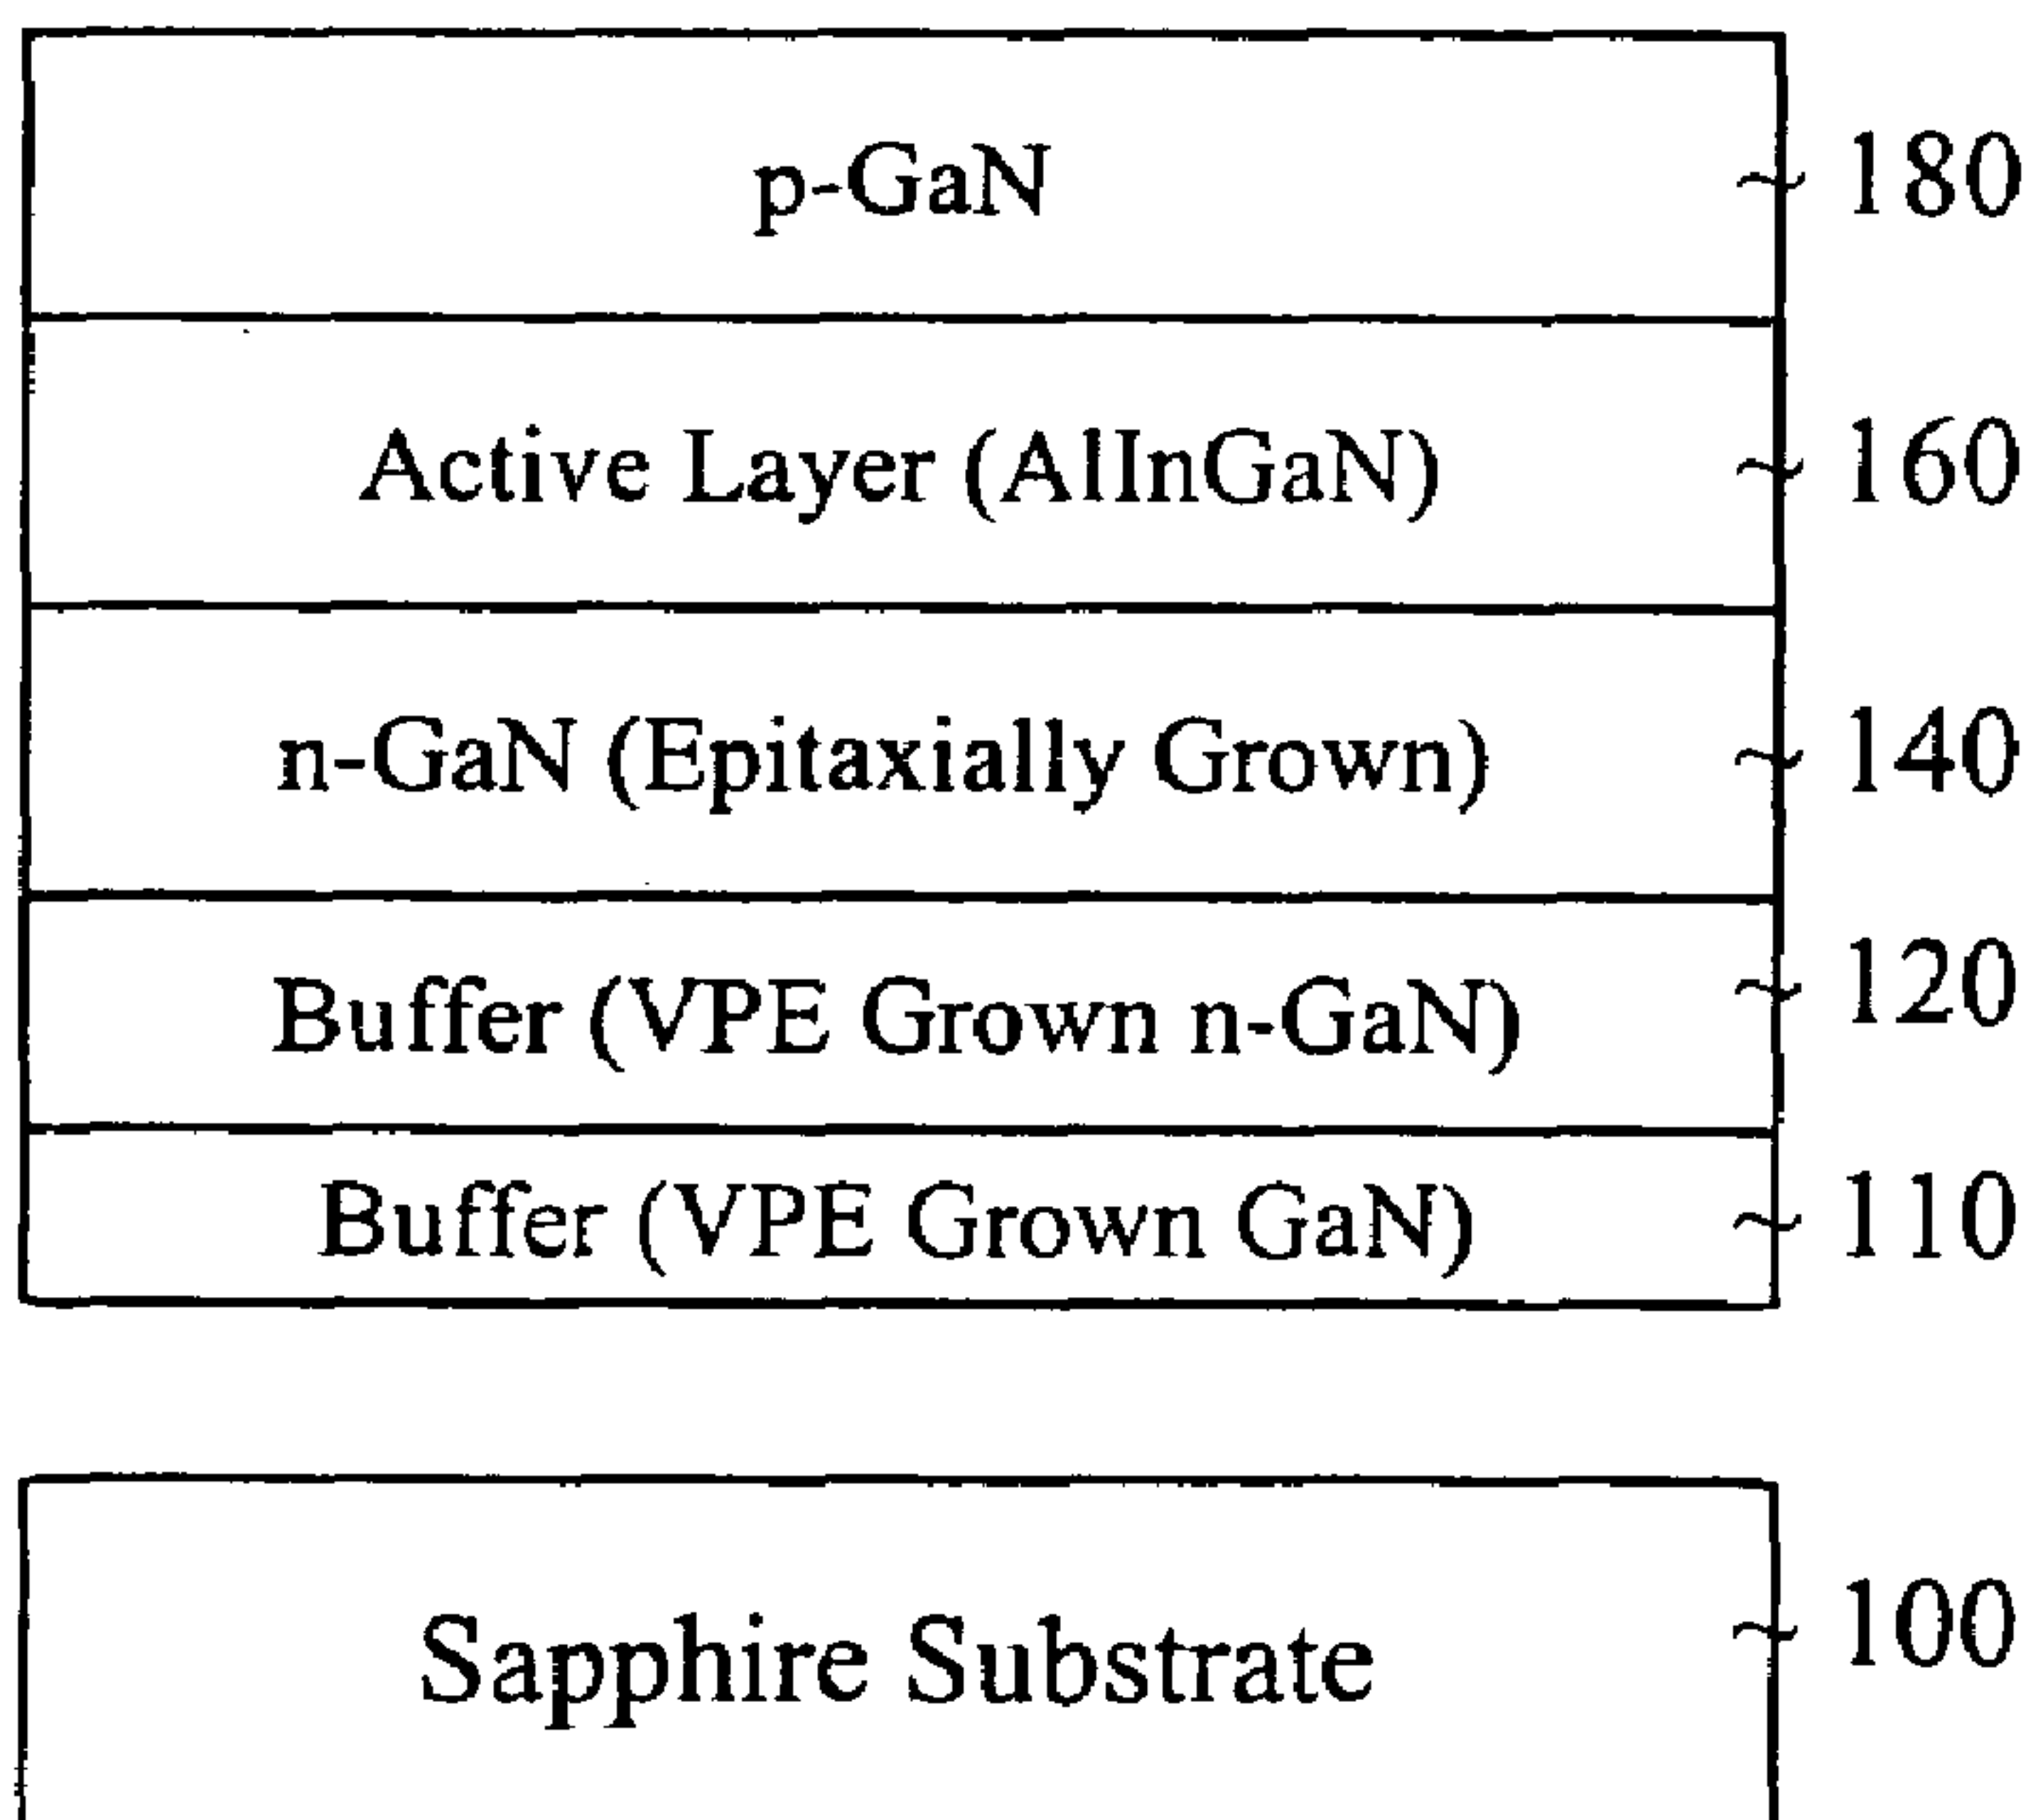 p-GaN 180
Active Layer (AlInGaN) 160
n-GaN (Epitaxially Grown) 140
Buffer (VPE Grown n-GaN) 120
Buffer (VPE Grown GaN) 110
Sapphire Substrate 100